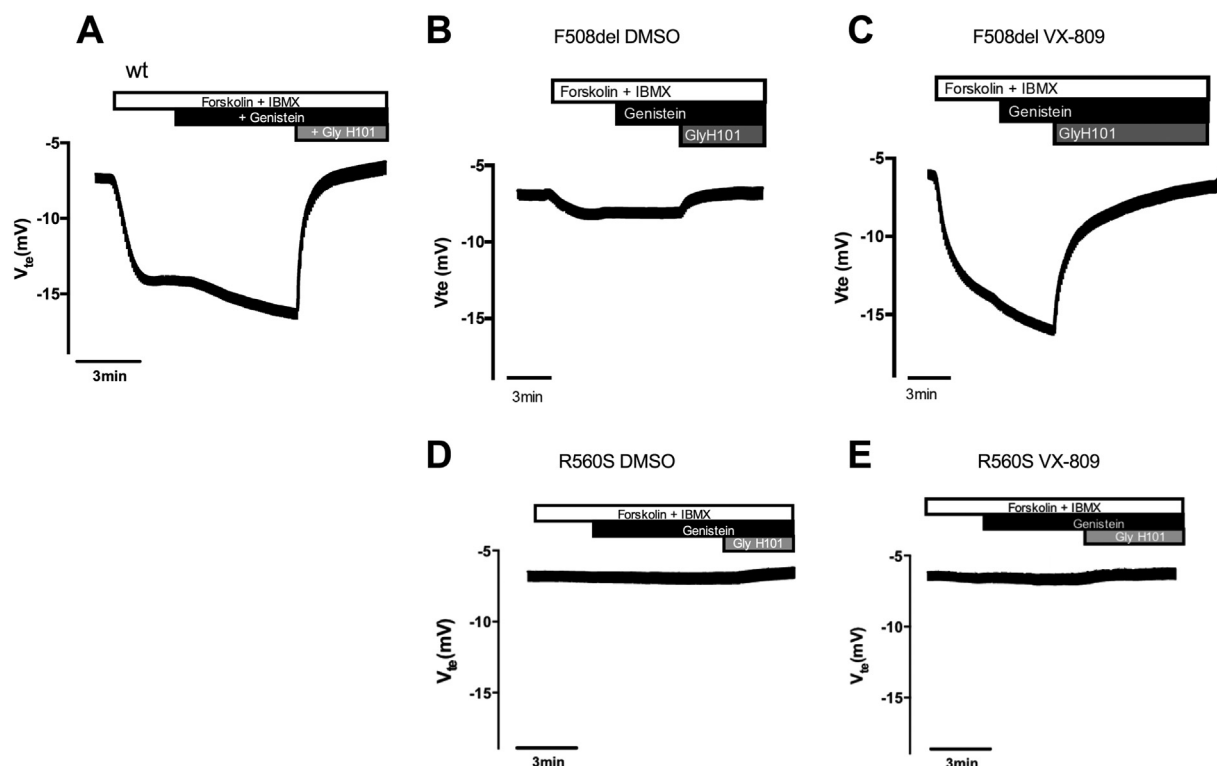 A
wt
Forskolin + IBMX
+ Genistein
+ Gly H101
-5
-10
-15
Vte(mV)
3min
B
F508del DMSO
Forskolin + IBMX
Genistein
GlyH101
-5
-10
-15
Vte (mV)
3min
C
F508del VX-809
Forskolin + IBMX
Genistein
GlyH101
-5
-10
-15
Vte (mV)
3min
D
R560S DMSO
Forskolin + IBMX
Genistein
Gly H101
-5
-10
-15
Vte(mV)
3min
E
R560S VX-809
Forskolin + IBMX
Genistein
Gly H101
-5
-10
-15
Vte(mV)
3min